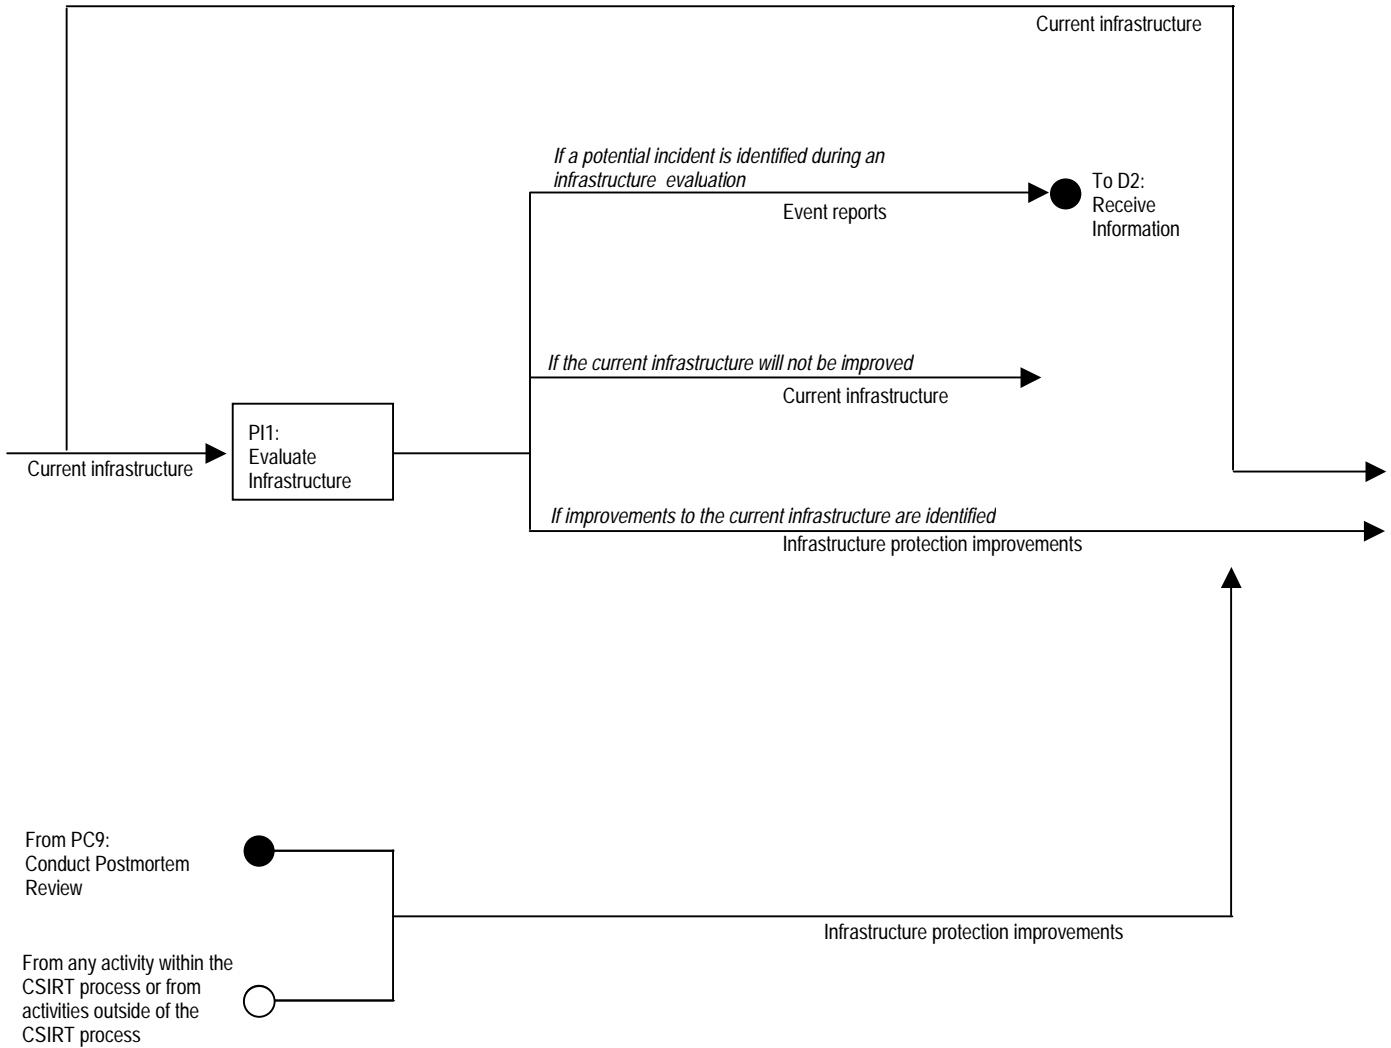 Current infrastructure
If a potential incident is identified during an
infrastructure evaluation
Event reports
To D2:
Receive
Information
If the current infrastructure will not be improved
Current infrastructure
PI1:
Evaluate
Infrastructure
Current infrastructure
If improvements to the current infrastructure are identified
Infrastructure protection improvements
From PC9:
Conduct Postmortem
Review
Infrastructure protection improvements
From any activity within the
CSIRT process or from
activities outside of the
CSIRT process